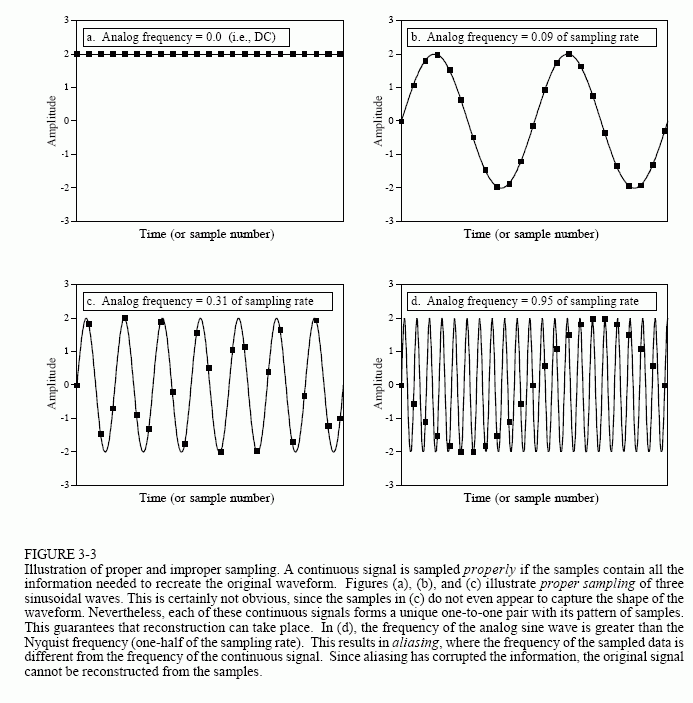 a. Analog frequency = 0.0 (i.e., DC)
3
2
1
0
-1
-2
-3
Amplitude
Time (or sample number)
b. Analog frequency = 0.09 of sampling rate
3
2
1
0
-1
-2
-3
Amplitude
Time (or sample number)
c. Analog frequency = 0.31 of sampling rate
3
2
1
0
-1
-2
-3
Amplitude
Time (or sample number)
d. Analog frequency = 0.95 of sampling rate
3
2
1
0
-1
-2
-3
Amplitude
Time (or sample number)
FIGURE 3-3
Illustration of proper and improper sampling. A continuous signal is sampled properly if the samples contain all the
information needed to recreate the original waveform. Figures (a), (b), and (c) illustrate proper sampling of three
sinusoidal waves. This is certainly not obvious, since the samples in (c) do not even appear to capture the shape of the
waveform. Nevertheless, each of these continuous signals forms a unique one-to-one pair with its pattern of samples.
This guarantees that reconstruction can take place. In (d), the frequency of the analog sine wave is greater than the
Nyquist frequency (one-half of the sampling rate). This results in aliasing, where the frequency of the sampled data is
different from the frequency of the continuous signal. Since aliasing has corrupted the information, the original signal
cannot be reconstructed from the samples.